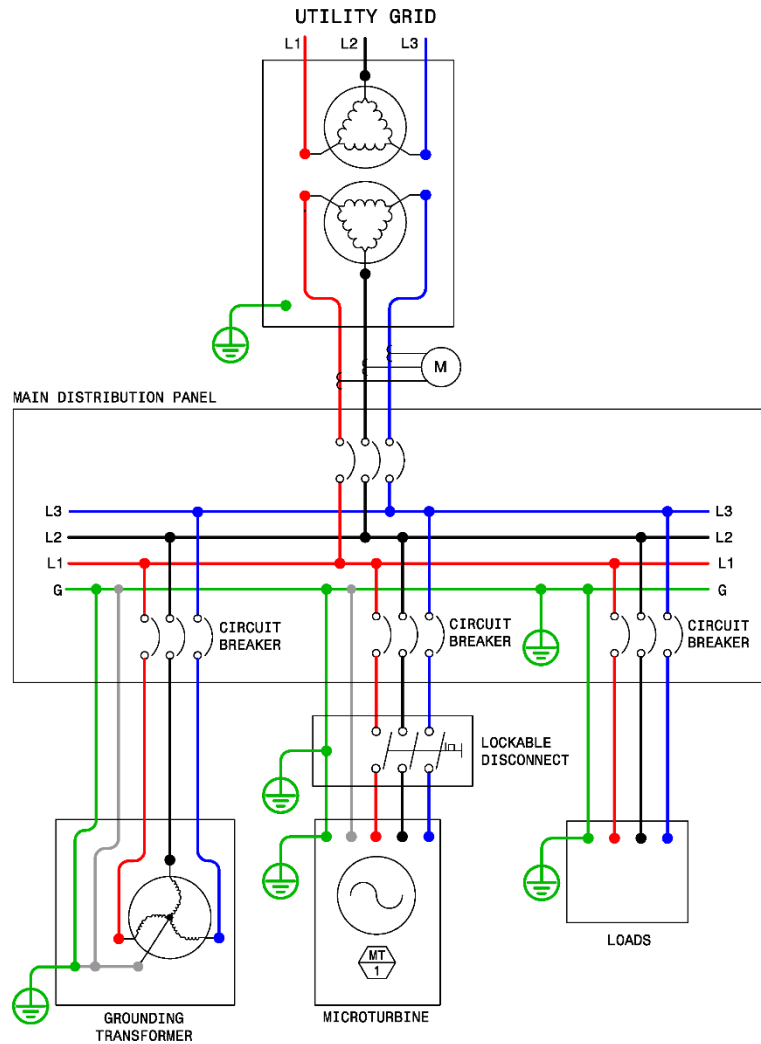 UTILITY GRID
L1 L2 L3
M
MAIN DISTRIBUTION PANEL
L3 L3
L2 L2
L1 L1
G G
CIRCUIT
BREAKER
CIRCUIT
BREAKER
CIRCUIT
BREAKER
LOCKABLE
DISCONNECT
MT
1
GROUNDING
TRANSFORMER
MICROTURBINE
LOADS